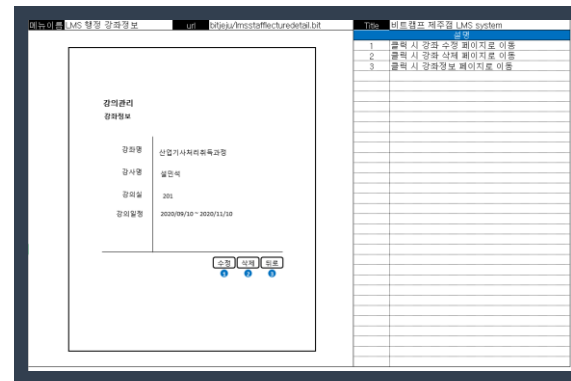 메뉴이름 LMS 행정 강좌정보 url bitjeju/lmsstafflecturedetail.bit Title 비트캠프 제주점 LMS system
설명
1 클릭 시 강좌 수정 페이지로 이동
2 클릭 시 강좌 삭제 페이지로 이동
3 클릭 시 강좌정보 페이지로 이동
강의관리
강좌정보
강좌명 산업기사처리취득과정
강사명 설민석
강의실 201
강의일정 2020/09/10 ~ 2020/11/10
수정 삭제 뒤로
1 2 3